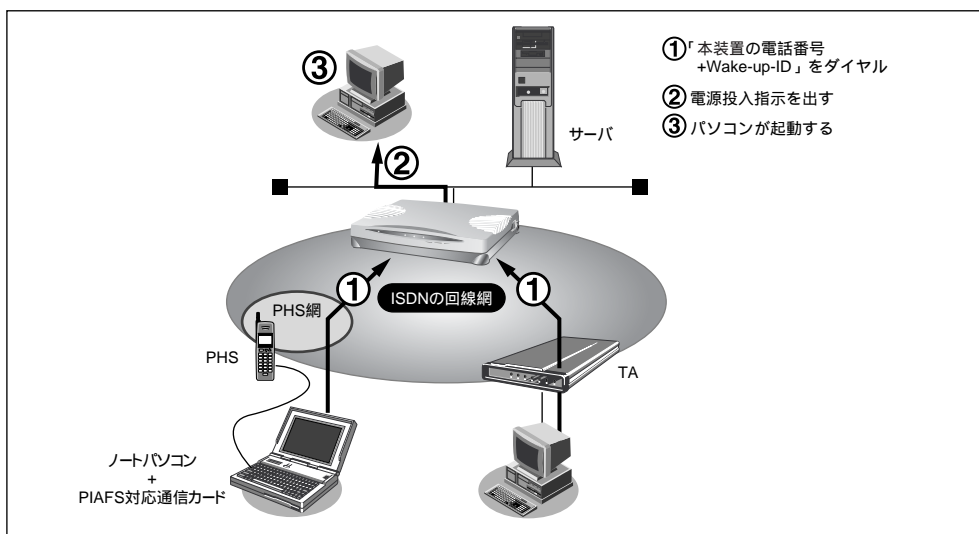 ①「本装置の電話番号
+Wake-up-ID」をダイヤル
②電源投入指示を出す
③パソコンが起動する
③
サーバ
②
①
ISDNの回線網
①
PHS網
PHS
TA
ノートパソコン
+
PIAFS対応通信カード